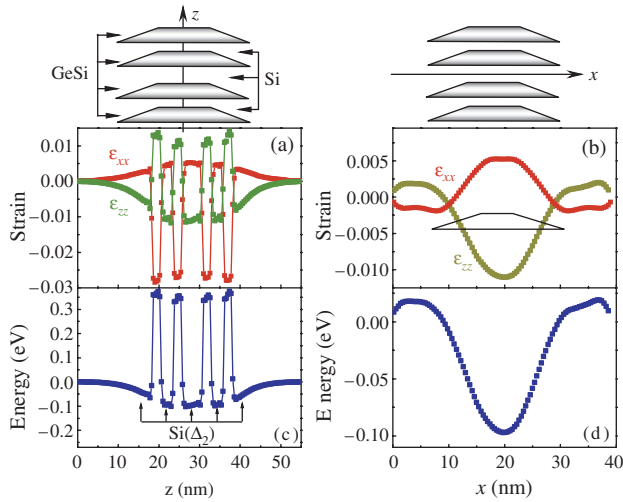 z
GeSi
Si
x
0.01
0.00
−0.01
−0.02
−0.03
Strain
εxx
εzz
(a)
0.005
0.000
−0.005
−0.010
Strain
εxx
εzz
(b)
0.3
0.2
0.1
0.0
−0.1
−0.2
Energy (eV)
Si(Δ2)
(c)
0 10 20 30 40 50
z (nm)
0.00
−0.05
−0.10
E nergy (eV)
(d)
0 10 20 30 40
x (nm)